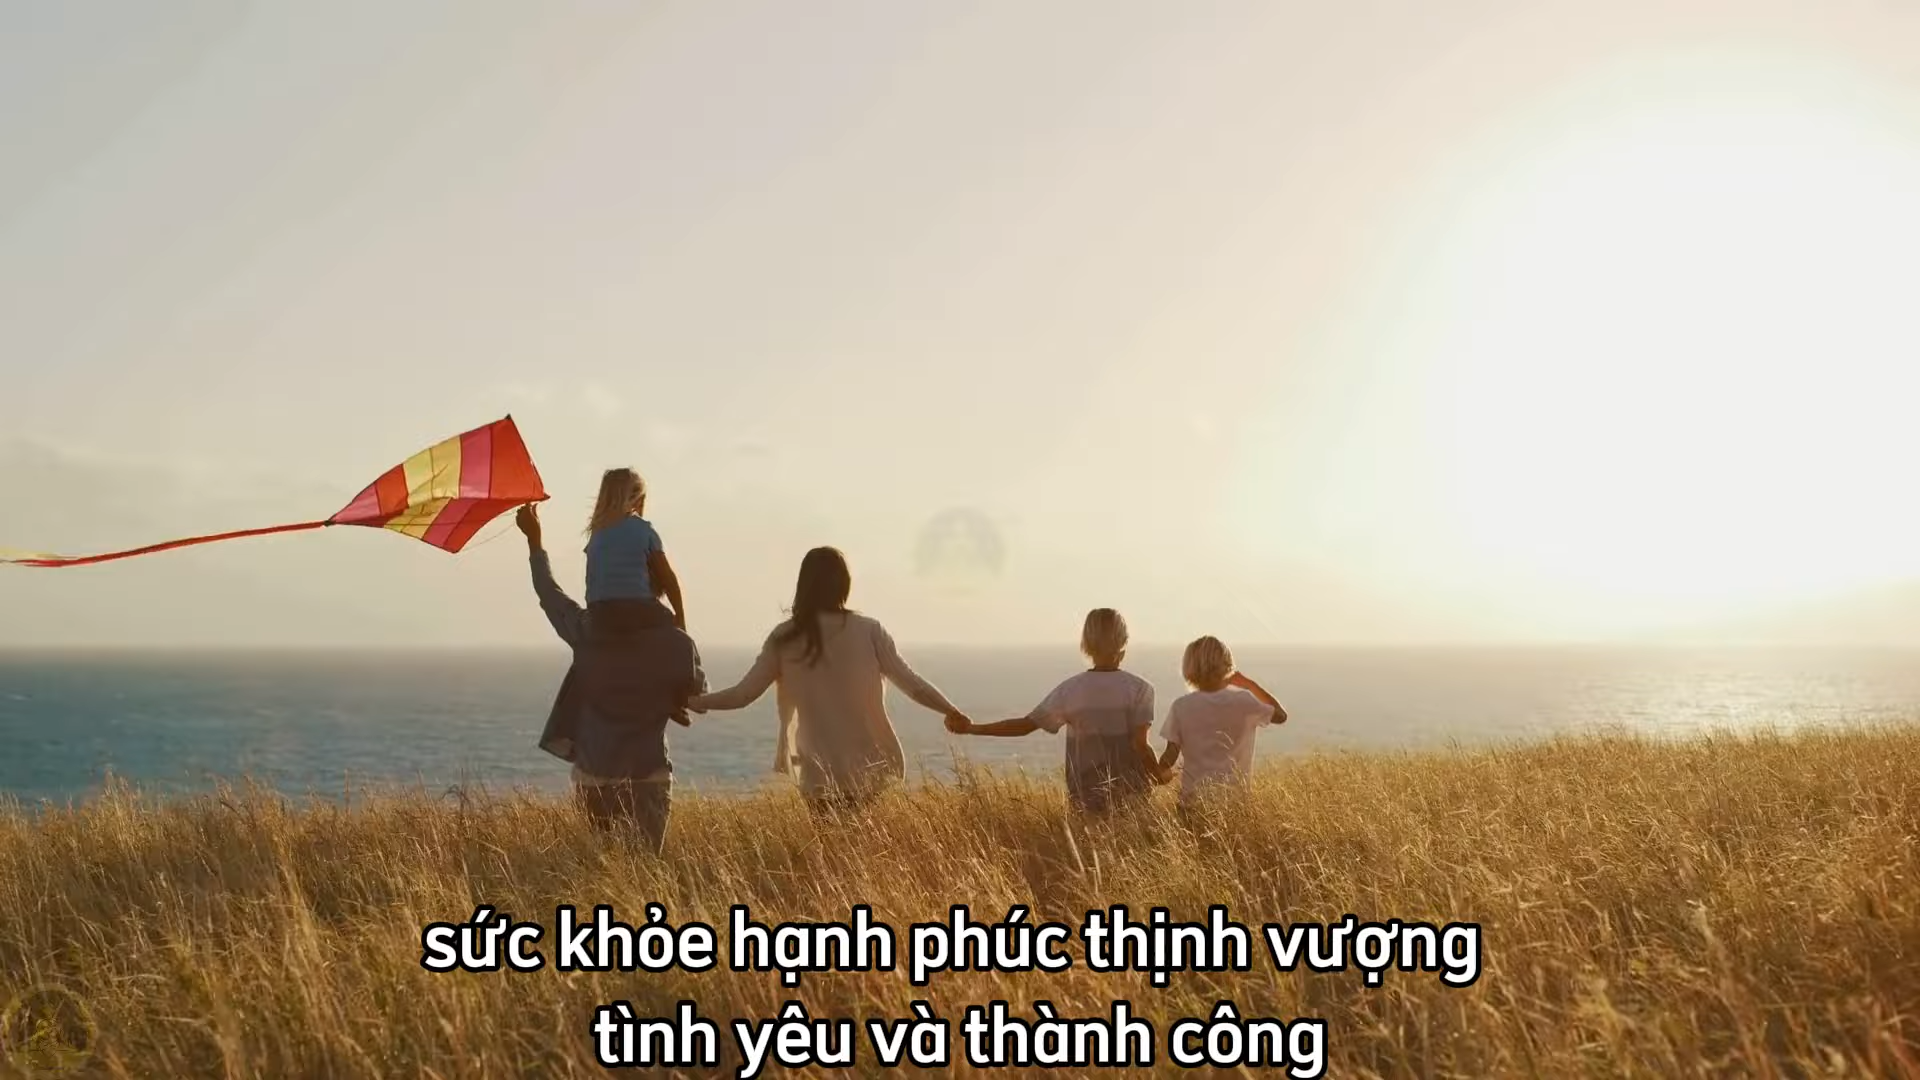 sức khỏe hạnh phúc thịnh vượng
tình yêu và thành công